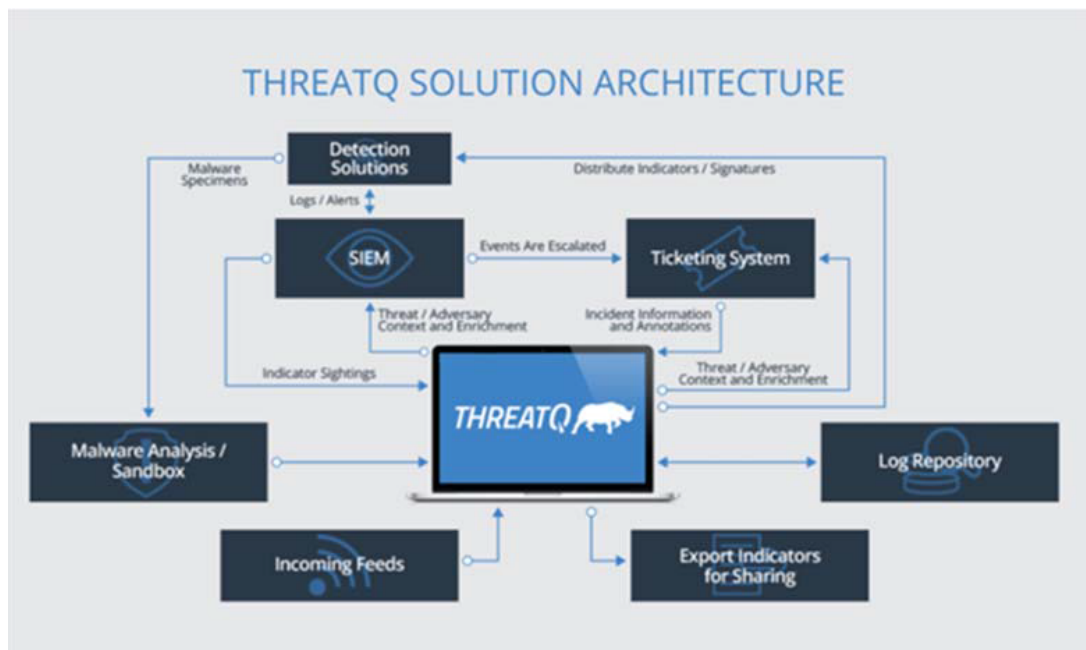 THREATQ SOLUTION ARCHITECTURE
Detection
Solutions
Malware
Specimens
Distribute Indicators / Signatures
Logs / Alerts
SIEM
Events Are Escalated
Ticketing System
Threat / Adversary
Context and Enrichment
Incident Information
and Annotations
Indicator Sightings
Threat / Adversary
Context and Enrichment
THREATQ
Malware Analysis /
Sandbox
Log Repository
Incoming Feeds
Export Indicators
for Sharing